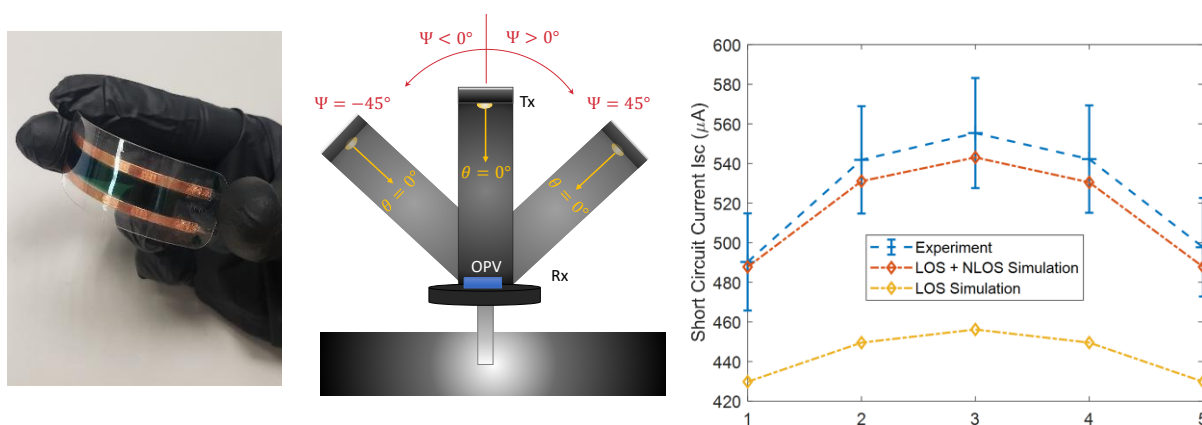 Ψ < 0°
Ψ > 0°
Ψ = −45°
Tx
Ψ = 45°
θ = 0°
θ = 0°
θ = 0°
OPV
Rx
Short Circuit Current Isc (μA)
600
580
560
540
520
500
480
460
440
420
Experiment
LOS + NLOS Simulation
LOS Simulation
1
2
3
4
5